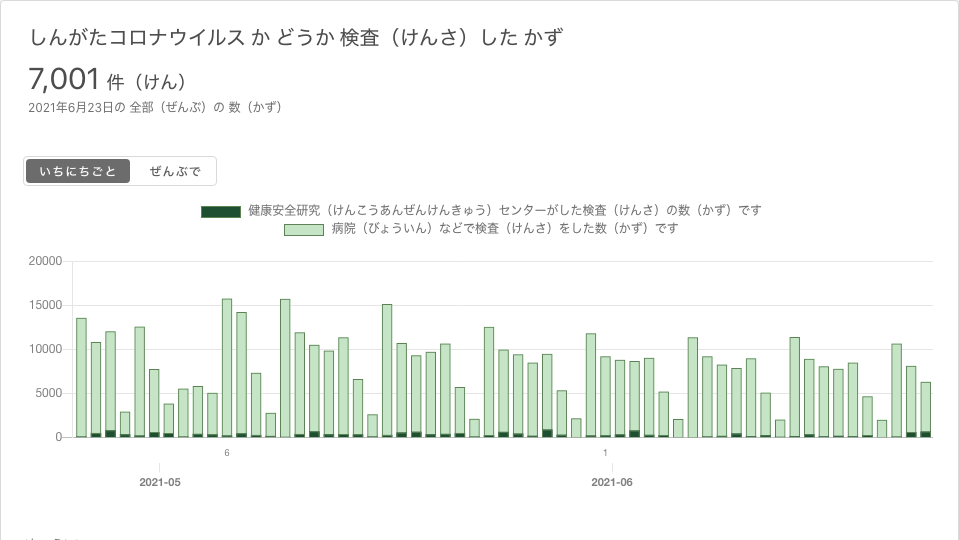 しんがたコロナウイルス か どうか 検査（けんさ）した かず
7,001 件（けん）
2021年6月23日の 全部（ぜんぶ）の 数（かず）
いちにちごと ぜんぶで
健康安全研究（けんこうあんぜんけんきゅう）センターがした検査（けんさ）の数（かず）です
病院（びょういん）などで検査（けんさ）をした数（かず）です
20000
15000
10000
5000
0
6 1
2021-05 2021-06